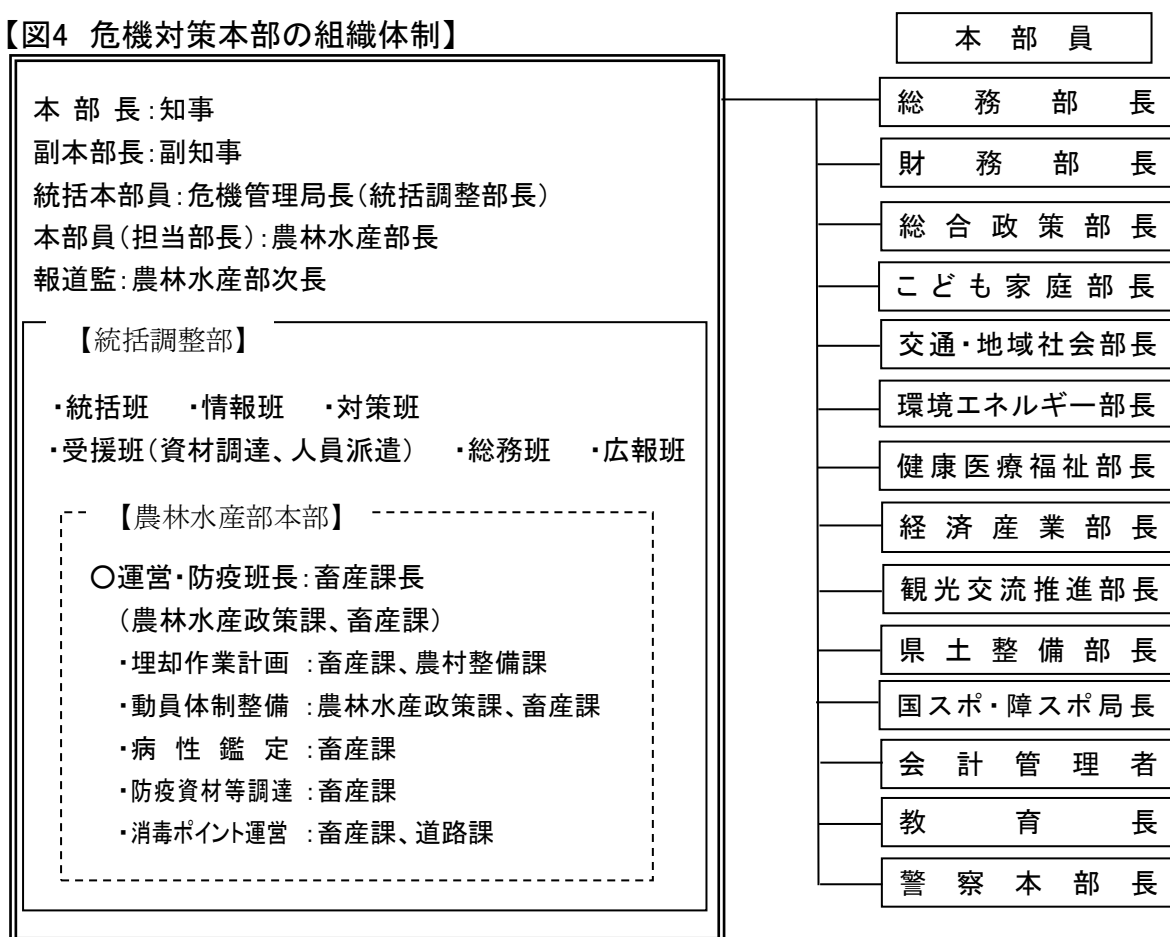 【図4 危機対策本部の組織体制】
本部長:知事
副本部長:副知事
統括本部員:危機管理局長(統括調整部長)
本部員(担当部長):農林水産部長
報道監:農林水産部次長
【統括調整部】
・統括班 ・情報班 ・対策班
・受援班(資材調達、人員派遣) ・総務班 ・広報班
【農林水産部本部】
○運営・防疫班長:畜産課長
(農林水産政策課、畜産課)
・埋却作業計画 :畜産課、農村整備課
・動員体制整備 :農林水産政策課、畜産課
・病性鑑定 :畜産課
・防疫資材等調達 :畜産課
・消毒ポイント運営 :畜産課、道路課
本部員
総務部長
財務部長
総合政策部長
こども家庭部長
交通・地域社会部長
環境エネルギー部長
健康医療福祉部長
経済産業部長
観光交流推進部長
県土整備部長
国スポ・障スポ局長
会計管理者
教育長
警察本部長